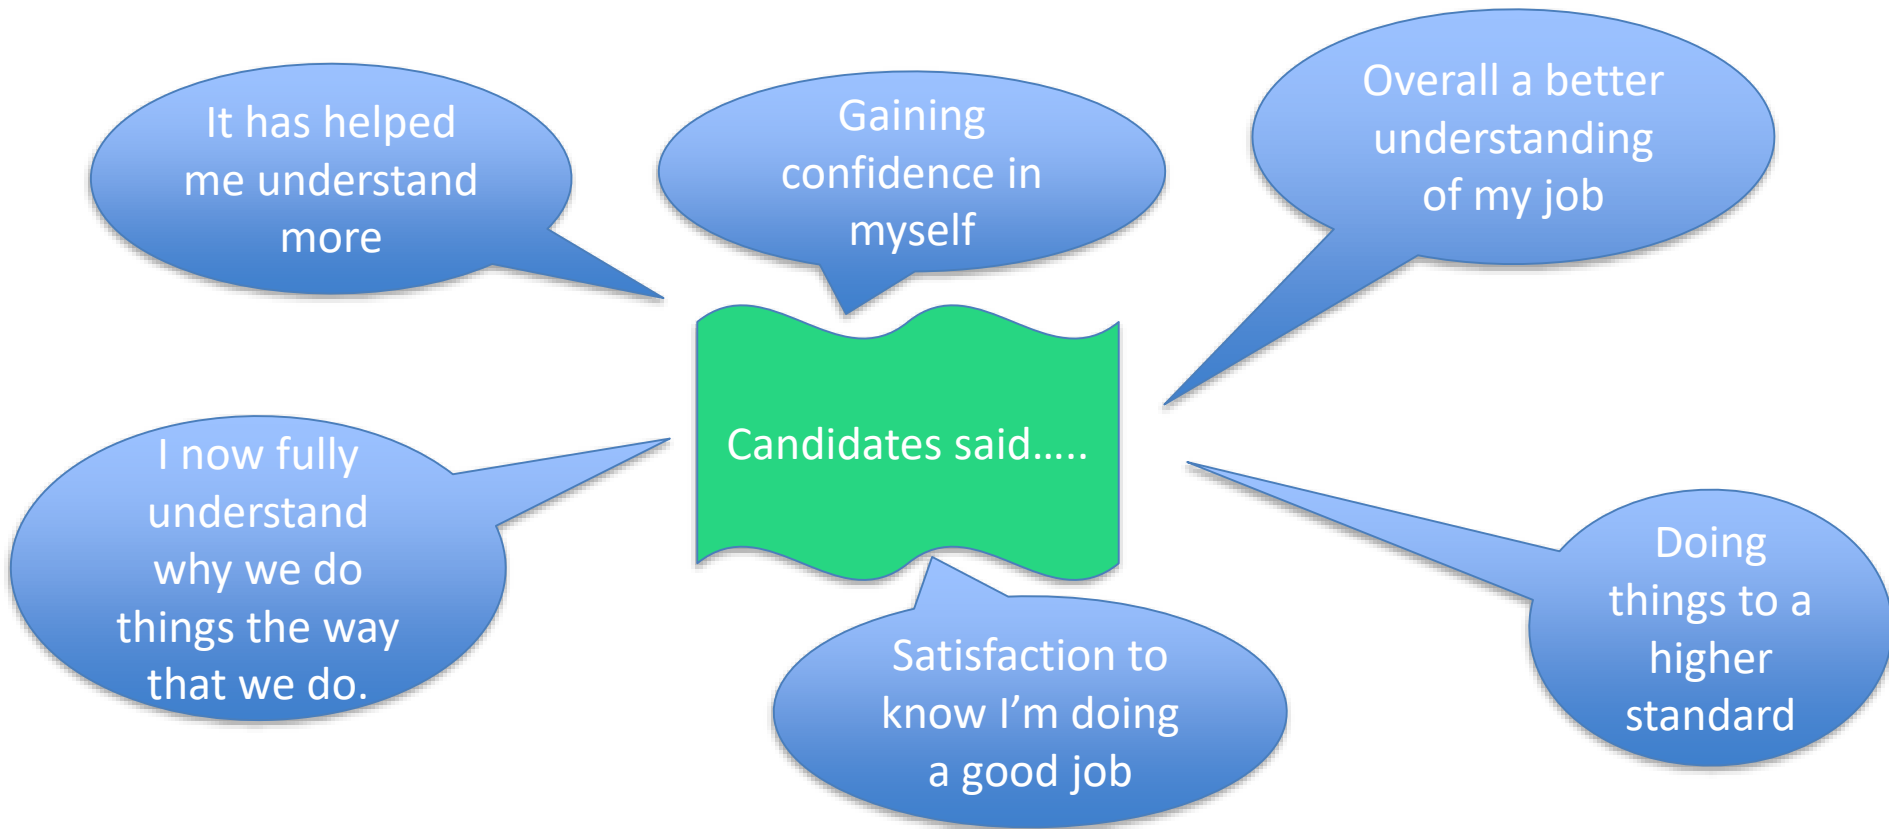 It has helped
me understand
more
Gaining
confidence in
myself
Overall a better
understanding
of my job
Candidates said.....
I now fully
understand
why we do
things the way
that we do.
Satisfaction to
know I’m doing
a good job
Doing
things to a
higher
standard